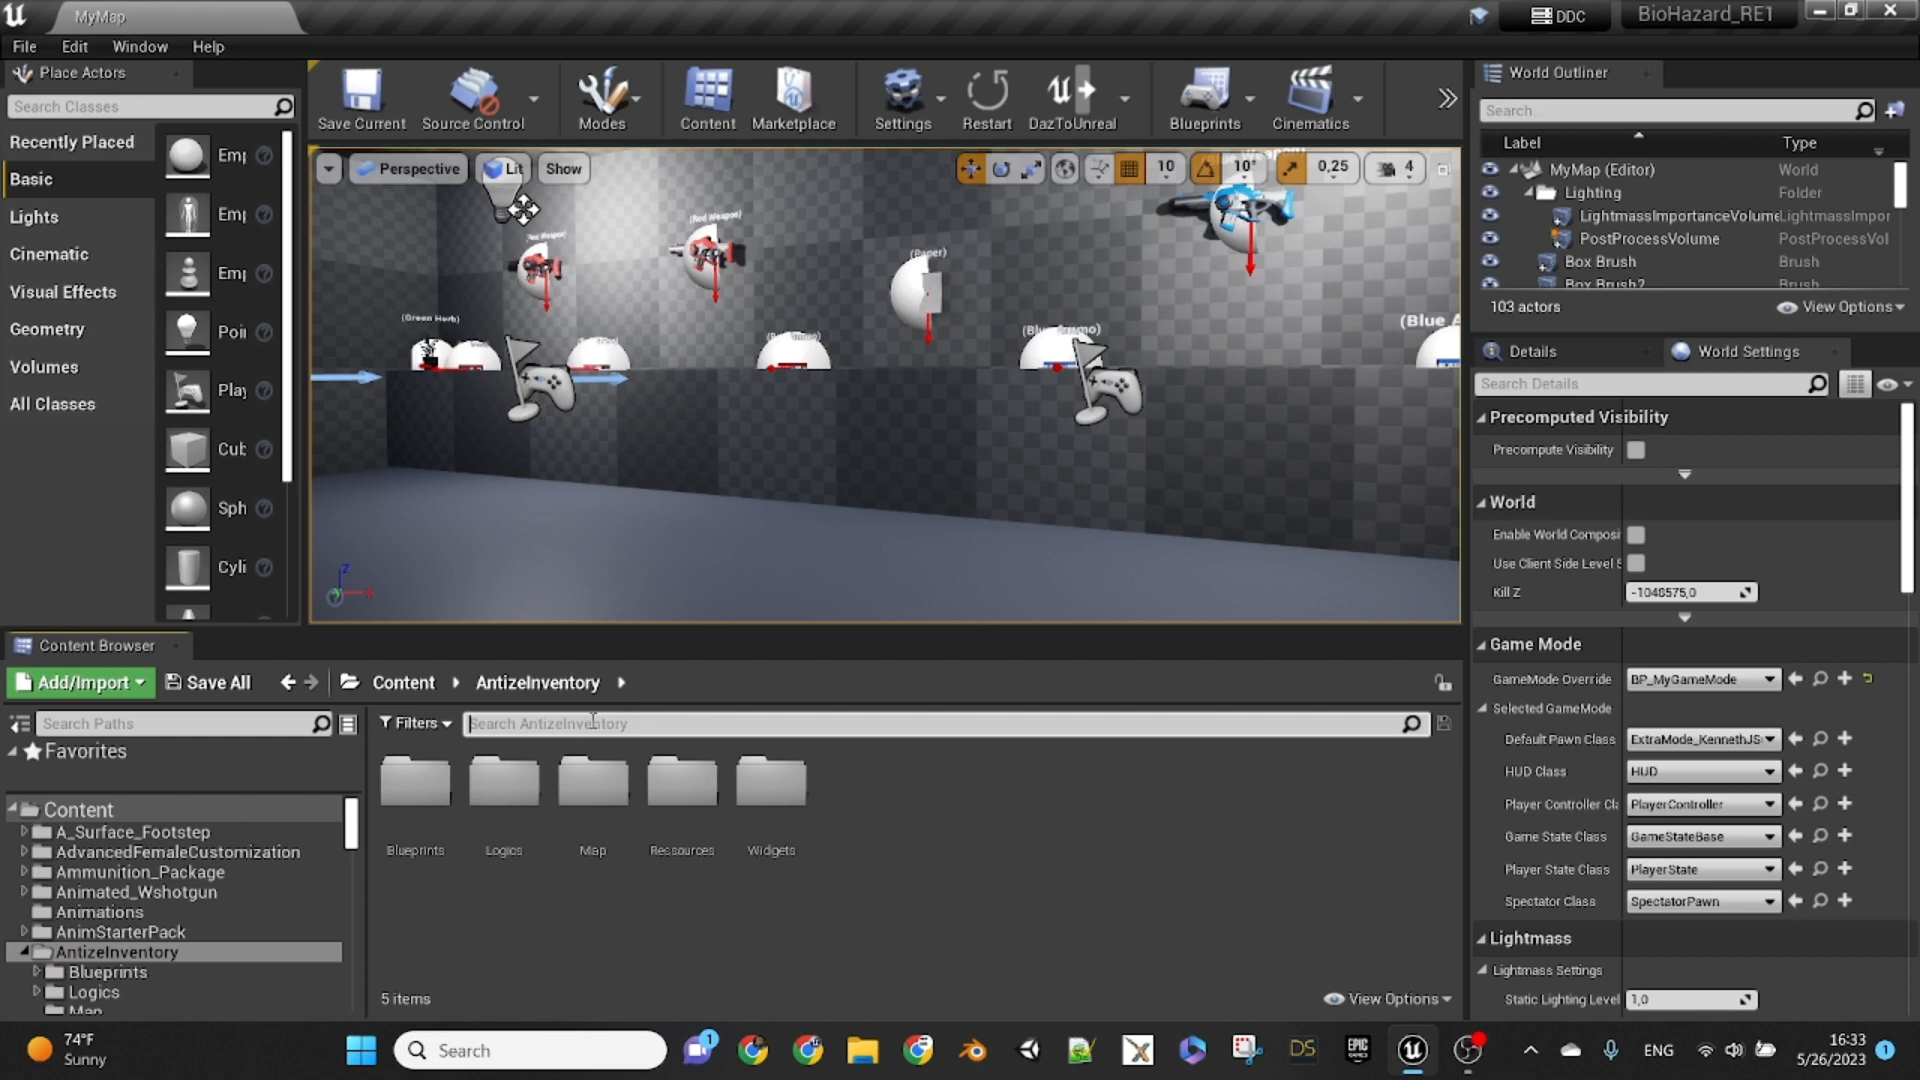 MyMap
DDC
BioHazard_RE1
File
Edit
Window
Help
Place Actors
Search Classes
Recently Placed
Basic
Lights
Cinematic
Visual Effects
Geometry
Volumes
All Classes
Emp
Emp
Emp
Poi
Play
Cub
Sph
Cyli
Save Current
Source Control
Modes
Content
Marketplace
Settings
Restart
DazToUnreal
Blueprints
Cinematics
Perspective
Lit
Show
10
10°
0,25
4
(Red Weapon)
(Red Weapon)
(Green Herb)
(Blue Ammo)
(Blue A
World Outliner
Search...
Label
Type
MyMap (Editor)
World
Lighting
Folder
LightmassImportanceVolume
LightmassImpor
PostProcessVolume
PostProcessVol
Box Brush
Brush
Box Brush2
Brush
103 actors
View Options
Details
World Settings
Search Details
Precomputed Visibility
Precompute Visibility
World
Enable World Composi
Use Client Side Level S
Kill Z
-1048575,0
Game Mode
GameMode Override
BP_MyGameMode
Selected GameMode
Default Pawn Class
ExtraMode_KennethJS
HUD Class
HUD
Player Controller Cl
PlayerController
Game State Class
GameStateBase
Player State Class
PlayerState
Spectator Class
SpectatorPawn
Lightmass
Lightmass Settings
Static Lighting Level
1,0
Content Browser
Add/Import
Save All
Content
AntizeInventory
Search Paths
Filters
Search AntizeInventory
Favorites
Content
A_Surface_Footstep
AdvancedFemaleCustomization
Ammunition_Package
Animated_Wshotgun
Animations
AnimStarterPack
AntizeInventory
Blueprints
Logics
Map
Blueprints
Logics
Map
Ressources
Widgets
5 items
View Options
74°F
Sunny
Search
1
DS
EPIC
GAMES
ENG
16:33
5/26/2023
1